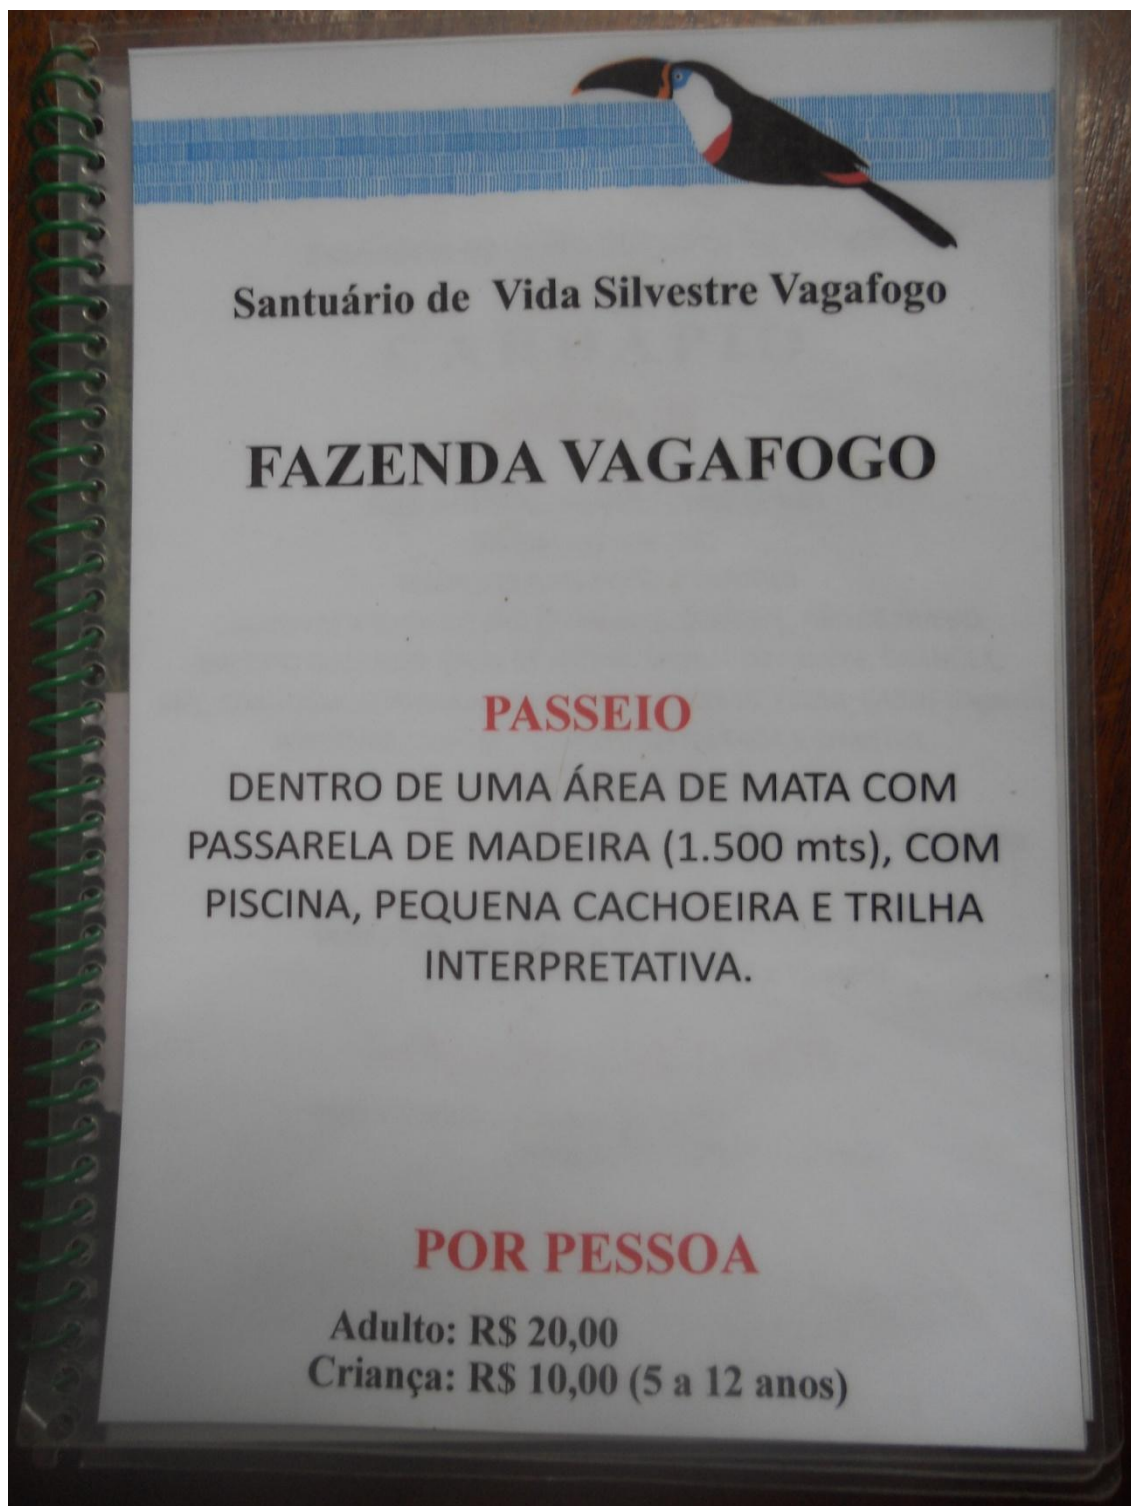 Santuário de Vida Silvestre Vagafogo
FAZENDA VAGAFOGO
PASSEIO
DENTRO DE UMA ÁREA DE MATA COM
PASSARELA DE MADEIRA (1.500 mts), COM
PISCINA, PEQUENA CACHOEIRA E TRILHA
INTERPRETATIVA.
POR PESSOA
Adulto: R$ 20,00
Criança: R$ 10,00 (5 a 12 anos)